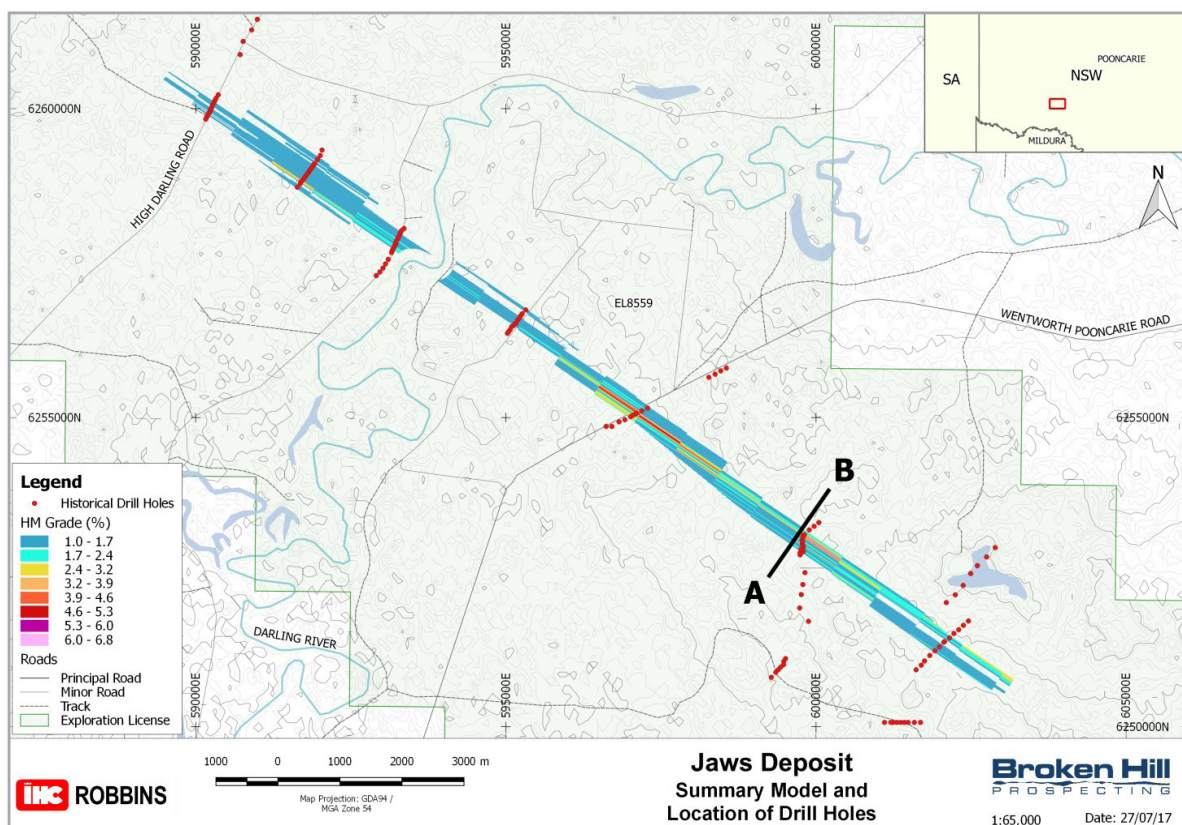 590000E
595000E
600000E
POONCARIE
SA
NSW
MILDURA
6260000N
6260000N
HIGH DARLING ROAD
N
EL8559
WENTWORTH POONCARIE ROAD
6255000N
6255000N
B
A
DARLING RIVER
Legend
Historical Drill Holes
HM Grade (%)
1.0 - 1.7
1.7 - 2.4
2.4 - 3.2
3.2 - 3.9
3.9 - 4.6
4.6 - 5.3
5.3 - 6.0
6.0 - 6.8
Roads
Principal Road
Minor Road
Track
Exploration License
590000E
595000E
600000E
605000E
6250000N
IHC ROBBINS
1000 0 1000 2000 3000 m
Map Projection: GDA94 /
MGA Zone 54
Jaws Deposit
Summary Model and
Location of Drill Holes
Broken Hill
PROSPECTING
1:65.000 Date: 27/07/17